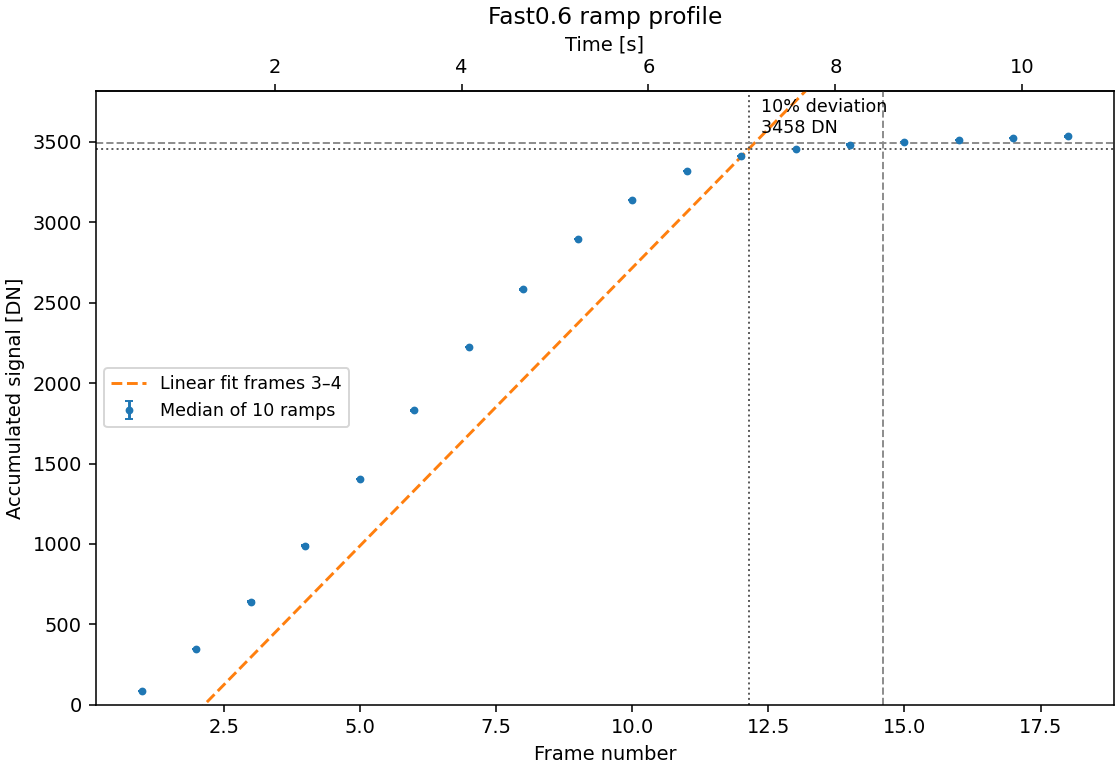 Fast0.6 ramp profile
Time [s]
2 4 6 8 10
10% deviation
3458 DN
3500
3000
2500
2000
1500
1000
500
0
Accumulated signal [DN]
Linear fit frames 3–4
Median of 10 ramps
2.5 5.0 7.5 10.0 12.5 15.0 17.5
Frame number